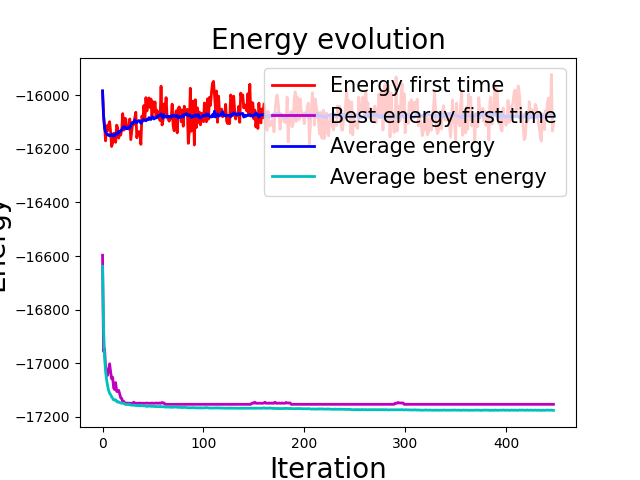 Energy evolution
Energy
−16000
−16200
−16400
−16600
−16800
−17000
−17200
Energy first time
Best energy first time
Average energy
Average best energy
0
100
200
300
400
Iteration